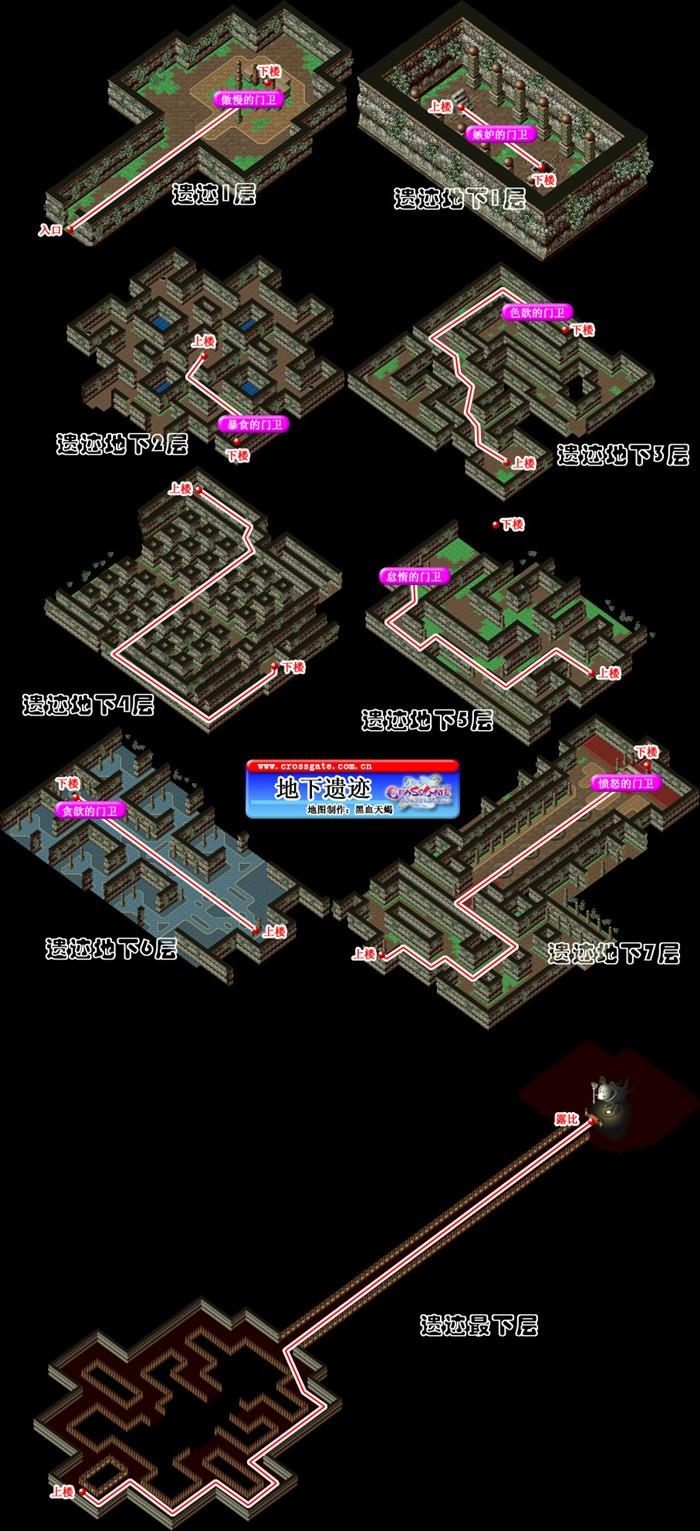 下楼
傲慢的门卫
遗迹1层
入口
上楼
嫉妒的门卫
下楼
遗迹地下1层
上楼
暴食的门卫
下楼
遗迹地下2层
色欲的门卫
下楼
上楼
遗迹地下3层
上楼
下楼
遗迹地下4层
下楼
怠惰的门卫
上楼
遗迹地下5层
下楼
贪欲的门卫
上楼
遗迹地下6层
www.crossgate.com.cn
地下遗迹
CROSSGATE
地图制作：黑血天蝎
下楼
愤怒的门卫
上楼
遗迹地下7层
露比
遗迹最下层
上楼